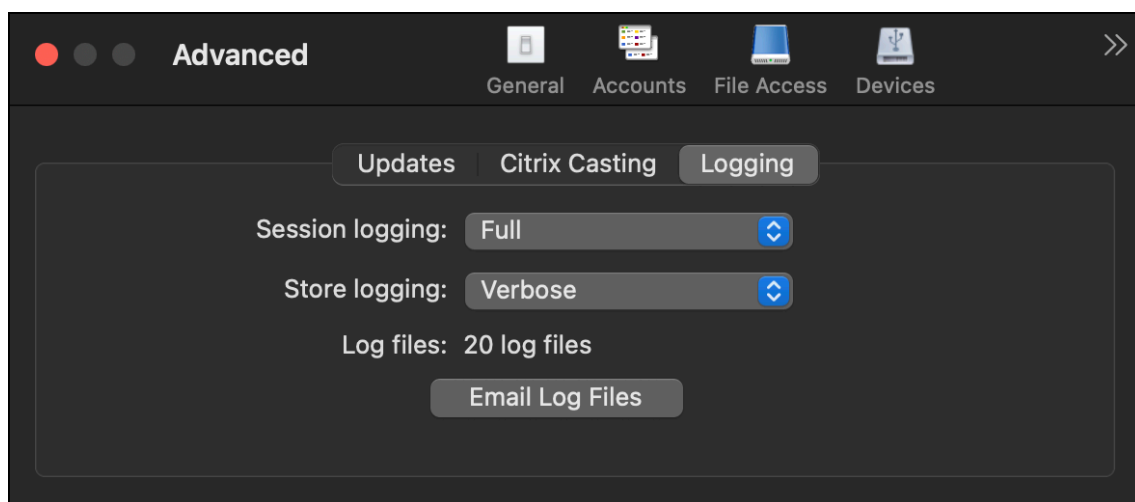 Advanced
General Accounts File Access Devices
Updates Citrix Casting Logging
Session logging: Full
Store logging: Verbose
Log files: 20 log files
Email Log Files